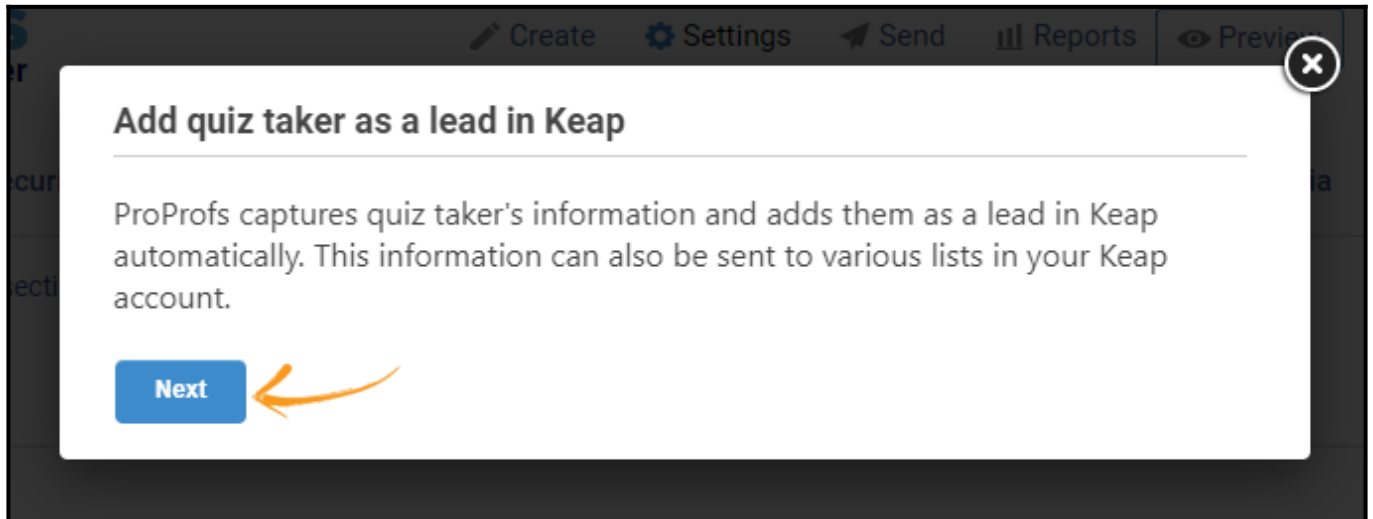 Create Settings Send Reports Preview
Add quiz taker as a lead in Keap
ProProfs captures quiz taker's information and adds them as a lead in Keap
automatically. This information can also be sent to various lists in your Keap
account.
Next